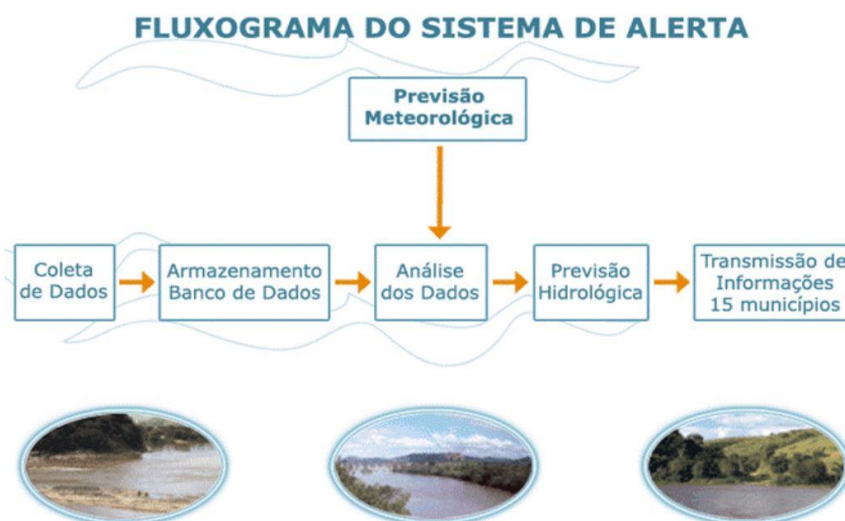 FLUXOGRAMA DO SISTEMA DE ALERTA
Previsão
Meteorológica
Coleta
de Dados
Armazenamento
Banco de Dados
Análise
dos Dados
Previsão
Hidrológica
Transmissão de
Informações
15 municípios